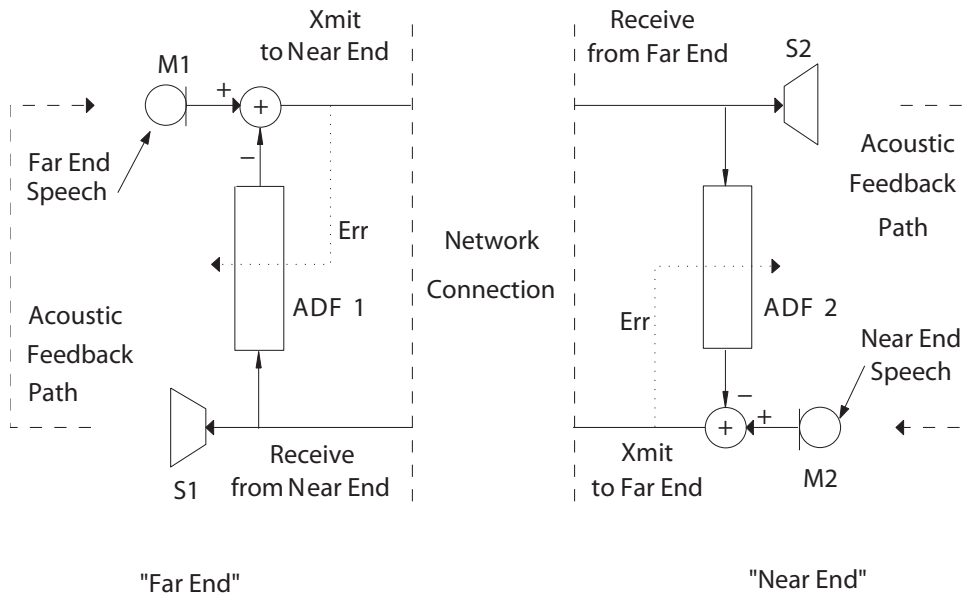 Xmit
to Near End
Receive
from Far End
S2
M1
+
+
−
Far End
Speech
Err
ADF 1
Acoustic
Feedback
Path
Network
Connection
Acoustic
Feedback
Path
Err
ADF 2
Near End
Speech
−
+
+
M2
S1
Receive
from Near End
Xmit
to Far End
"Far End"
"Near End"